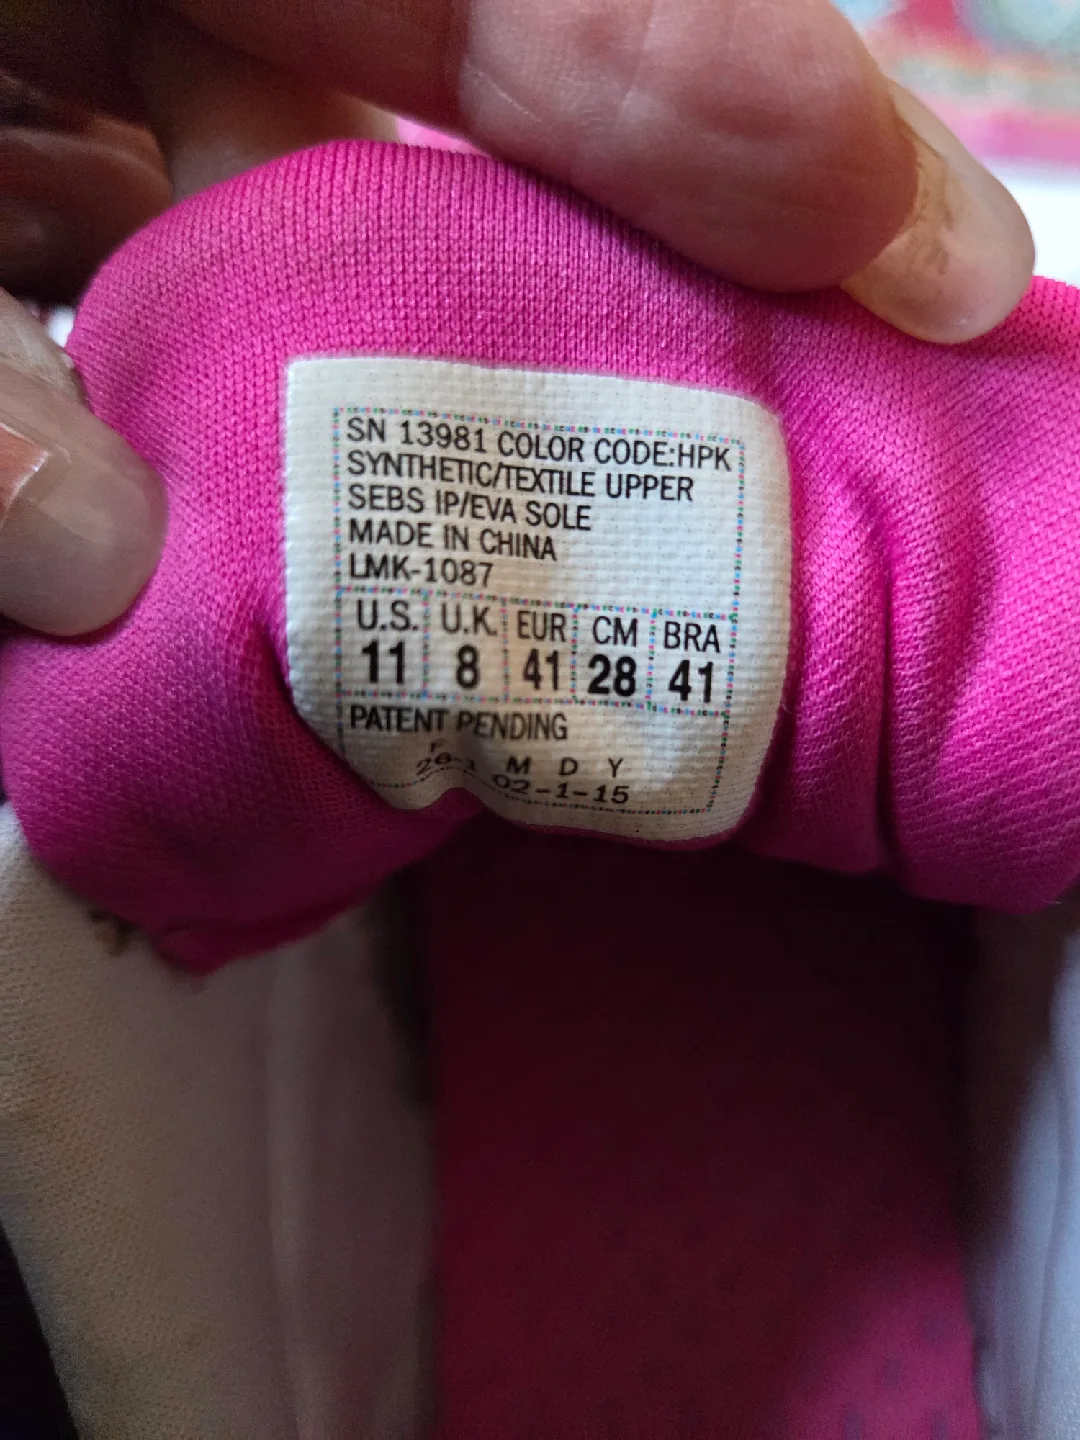 SN 13981 COLOR CODE:HPK
SYNTHETIC/TEXTILE UPPER
SEBS IP/EVA SOLE
MADE IN CHINA
LMK-1087
U.S. U.K. EUR CM BRA
11 8 41 28 41
PATENT PENDING
F M D Y
02-1-15